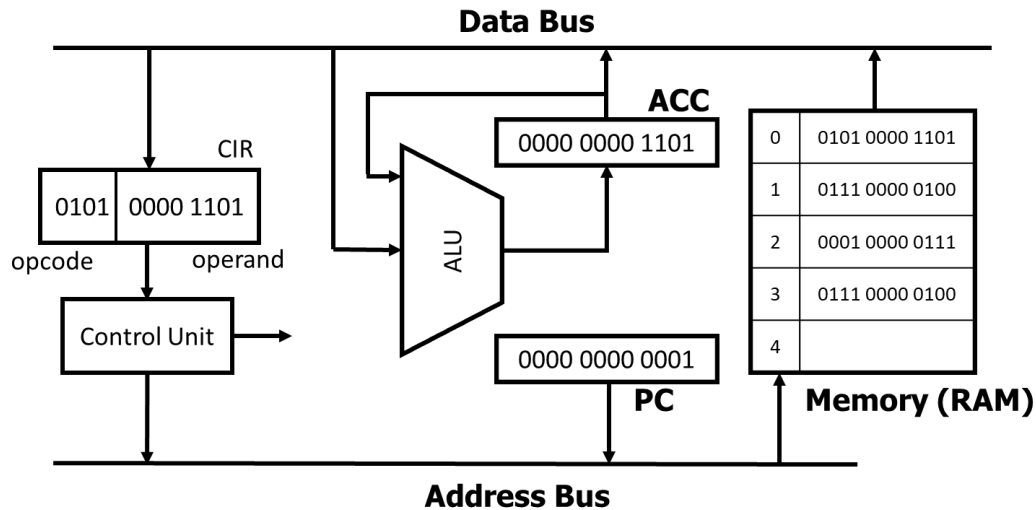 Data Bus
CIR
0101 0000 1101
opcode operand
Control Unit
ALU
ACC
0000 0000 1101
0000 0000 0001
PC
0 0101 0000 1101
1 0111 0000 0100
2 0001 0000 0111
3 0111 0000 0100
4
Memory (RAM)
Address Bus